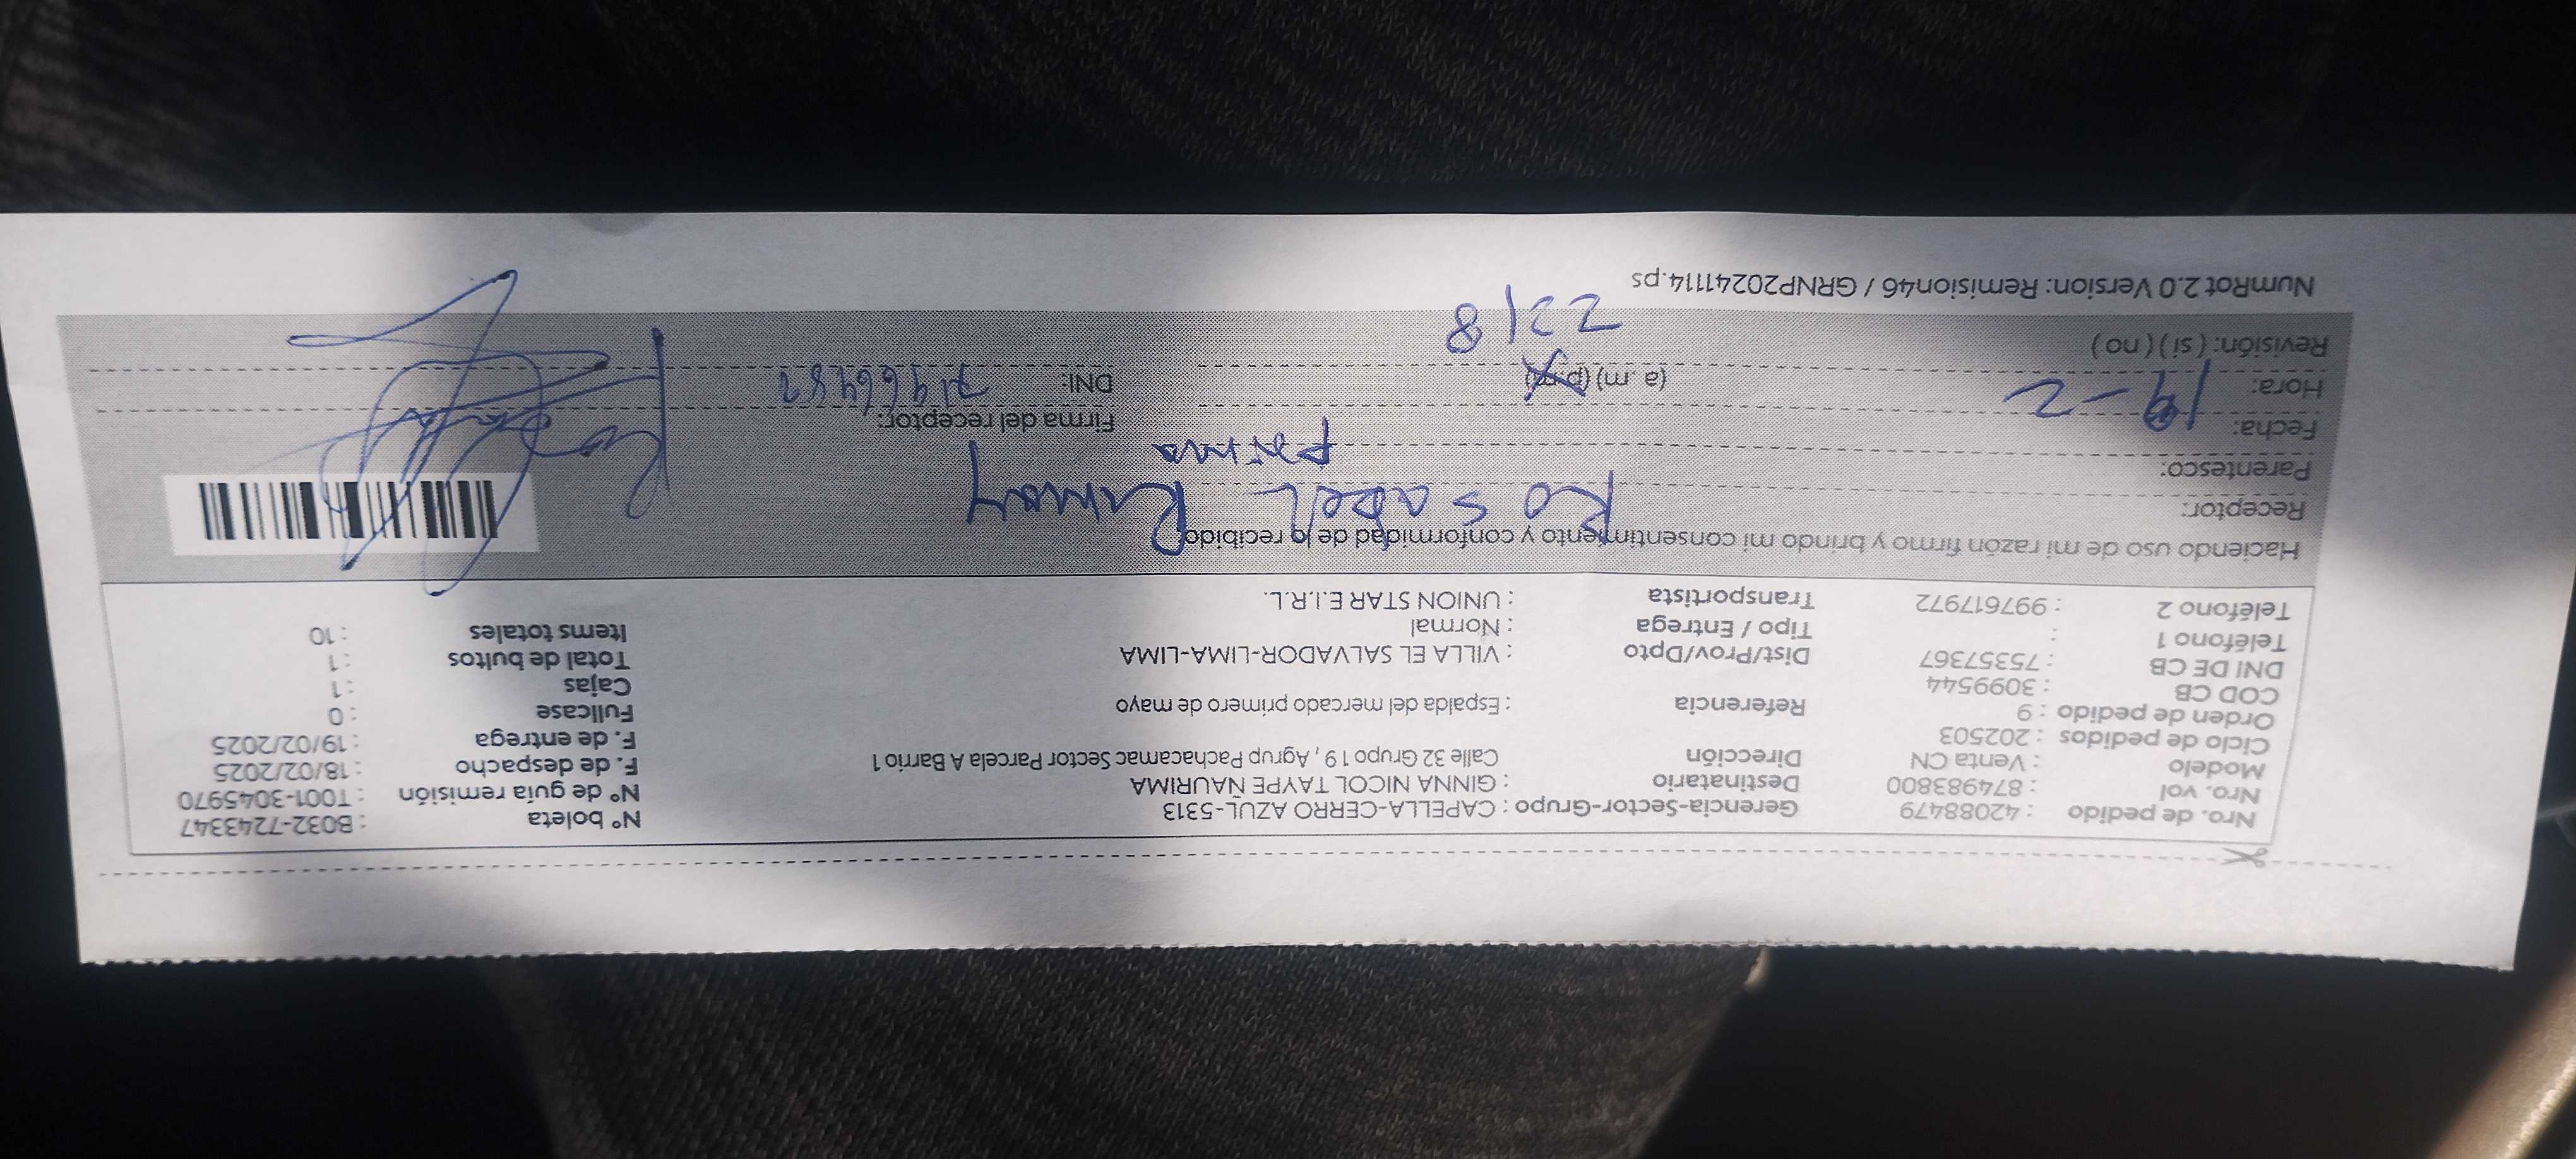 Nro. de pedido : 42088479 Gerencia-Sector-Grupo : CAPELLA-CERRO AZUL-5313 N° boleta : B032-7243347
Nro. vol : 874983800 Destinatario : GINNA NICOL TAYPE ÑAURIMA N° de guía remisión : T001-3045970
Modelo : Venta CN Dirección Calle 32 Grupo 19 , Agrup Pachacamac Sector Parcela A Barrio 1 F. de despacho : 18/02/2025
Ciclo de pedidos : 202503 F. de entrega : 19/02/2025
Orden de pedido : 9 Referencia : Espalda del mercado primero de mayo Fullcase : 0
COD CB : 3099544 Cajas : 1
DNI DE CB : 75357367 Dist/Prov/Dpto : VILLA EL SALVADOR-LIMA-LIMA Total de bultos : 1
Teléfono 1 : Tipo / Entrega : Normal Items totales : 10
Teléfono 2 : 997617972 Transportista : UNION STAR E.I.R.L.
Haciendo uso de mi razón firmo y brindo mi consentimiento y conformidad de lo recibido:
Receptor: Rosabel
Parentesco: prima
Fecha: 19-2 Firma del receptor:
Hora: (a .m) (p.m) DNI:
Revisión: ( si ) ( no )
2218
NumRot 2.0 Version: Remision46 / GRNP20241114.ps